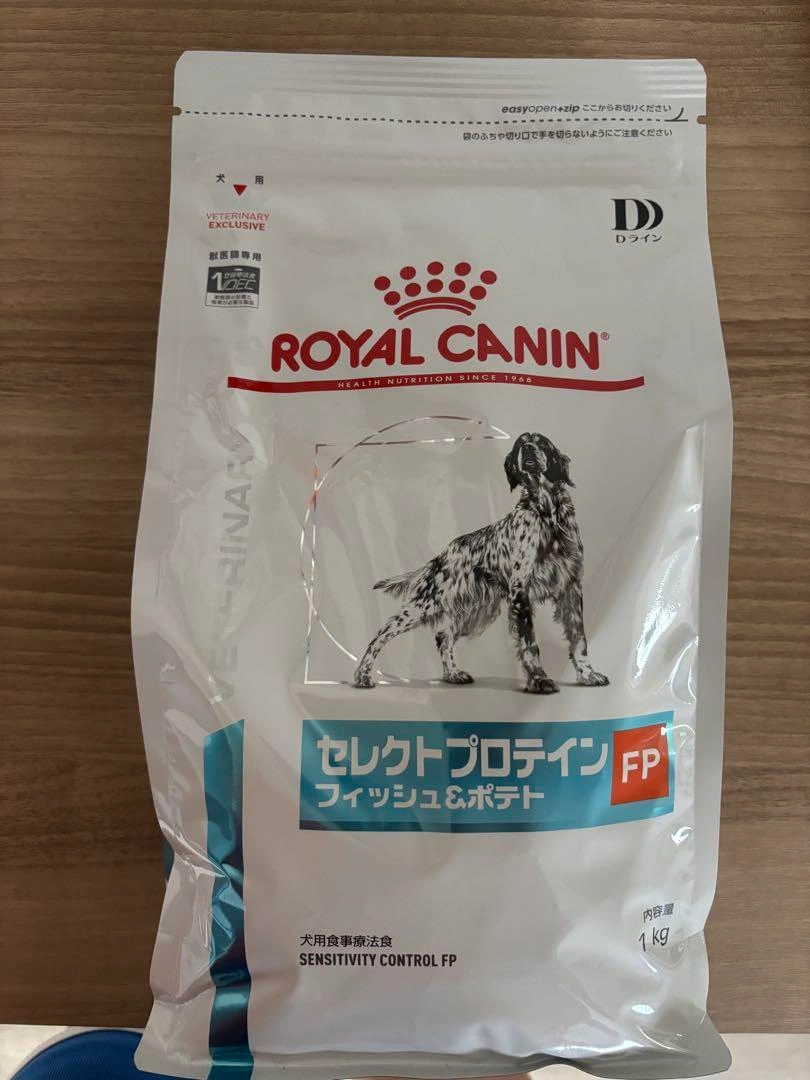 easyopen+zip ここからお切りください
袋のふちや切り口で手を切らないようにご注意ください
犬 用
VETERINARY
EXCLUSIVE
獣医師専用
DD
Dライン
ROYAL CANIN®
HEALTH NUTRITION SINCE 1968
VETERINARY
セレクトプロテイン
フィッシュ&ポテト
FP
内容量
1 kg
犬用食事療法食
SENSITIVITY CONTROL FP